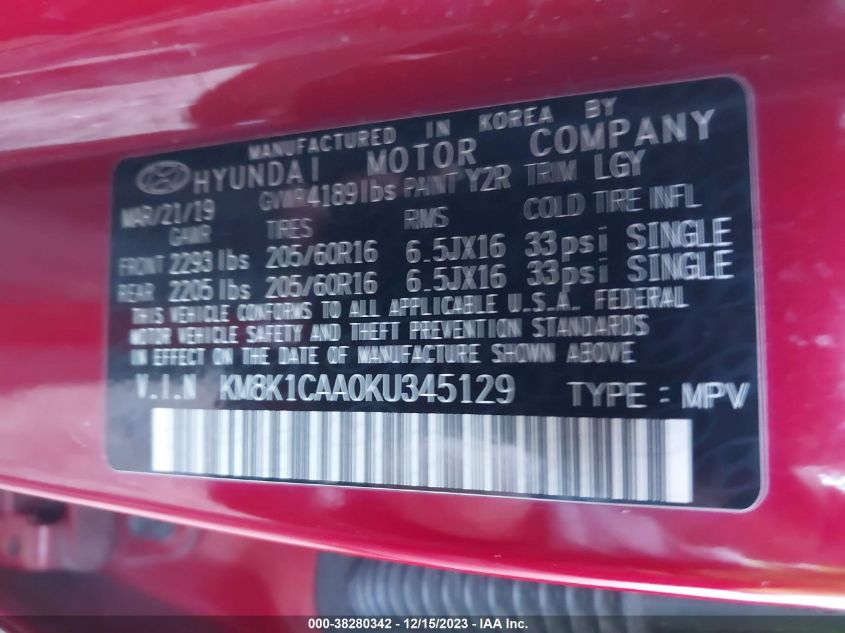 MANUFACTURED IN KOREA BY
HYUNDAI MOTOR COMPANY
MAR/21/19 GVWR 4189lbs PAINT Y2R TRIM LGY
GAWR TIRES RIMS COLD TIRE INFL
FRONT 2293 lbs 205/60R16 6.5JX16 33psi SINGLE
REAR 2205 lbs 205/60R16 6.5JX16 33psi SINGLE
THIS VEHICLE CONFORMS TO ALL APPLICABLE U.S.A. FEDERAL
MOTOR VEHICLE SAFETY AND THEFT PREVENTION STANDARDS
IN EFFECT ON THE DATE OF MANUFACTURE SHOWN ABOVE
V.I.N KM8K1CAA0KU345129 TYPE : MPV
000-38280342 - 12/15/2023 - IAA Inc.